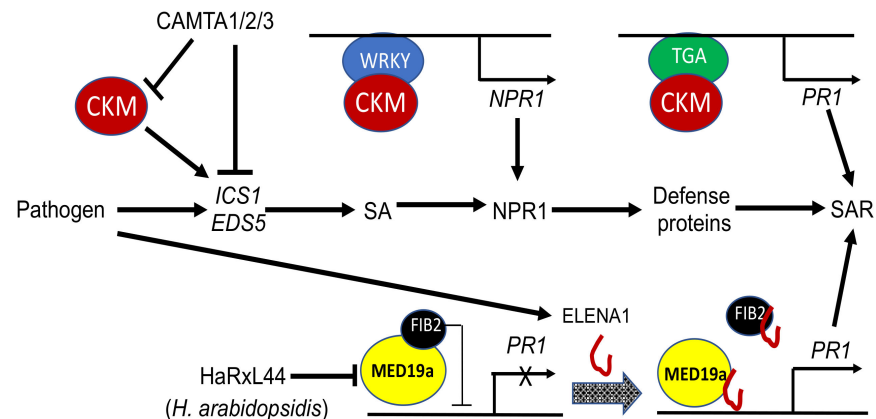 CAMTA1/2/3
WRKY
TGA
CKM
CKM
CKM
NPR1
PR1
ICS1
EDS5
Pathogen
SA
NPR1
Defense
proteins
SAR
ELENA1
FIB2
FIB2
PR1
PR1
MED19a
MED19a
HaRxL44
(H. arabidopsidis)